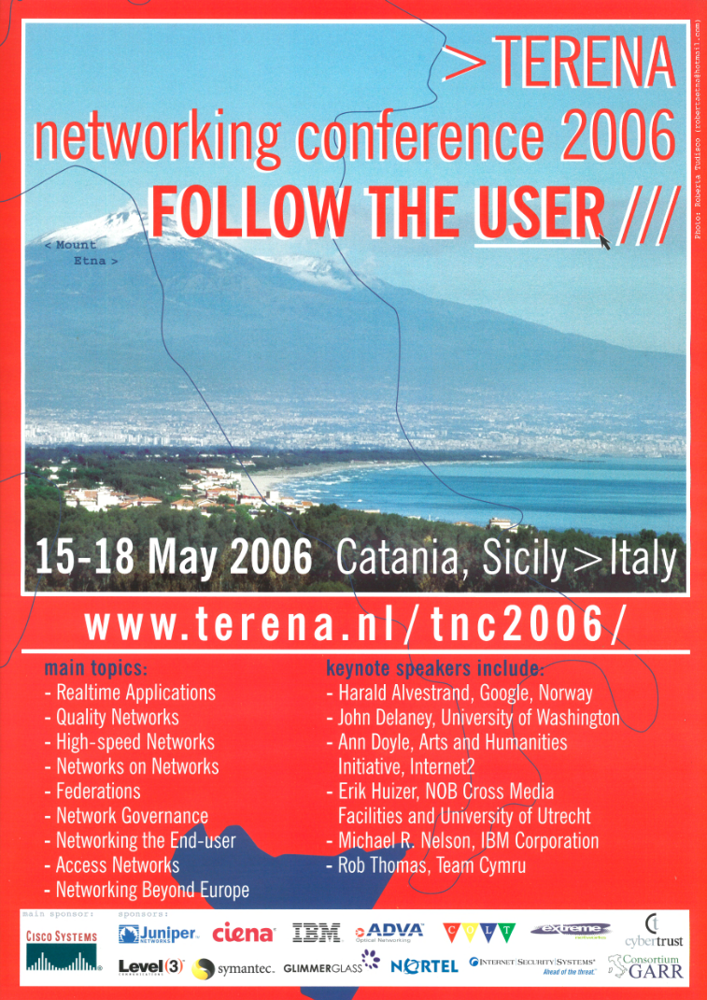 > TERENA
networking conference 2006
FOLLOW THE USER ///
< Mount
Etna >
Photo: Roberta Tudisco (robertaetna@hotmail.com)
15-18 May 2006 Catania, Sicily > Italy
www.terena.nl/tnc2006/
main topics:
- Realtime Applications
- Quality Networks
- High-speed Networks
- Networks on Networks
- Federations
- Network Governance
- Networking the End-user
- Access Networks
- Networking Beyond Europe
keynote speakers include:
- Harald Alvestrand, Google, Norway
- John Delaney, University of Washington
- Ann Doyle, Arts and Humanities
Initiative, Internet2
- Erik Huizer, NOB Cross Media
Facilities and University of Utrecht
- Michael R. Nelson, IBM Corporation
- Rob Thomas, Team Cymru
main sponsor:
sponsors:
CISCO SYSTEMS
Juniper
NETWORKS
ciena
IBM
ADVA
Optical Networking
COLT
extreme
networks
cybertrust
Level(3)
COMMUNICATIONS
symantec.
GLIMMERGLASS
NORTEL
INTERNET SECURITY SYSTEMS
Ahead of the threat.
Consortium
GARR